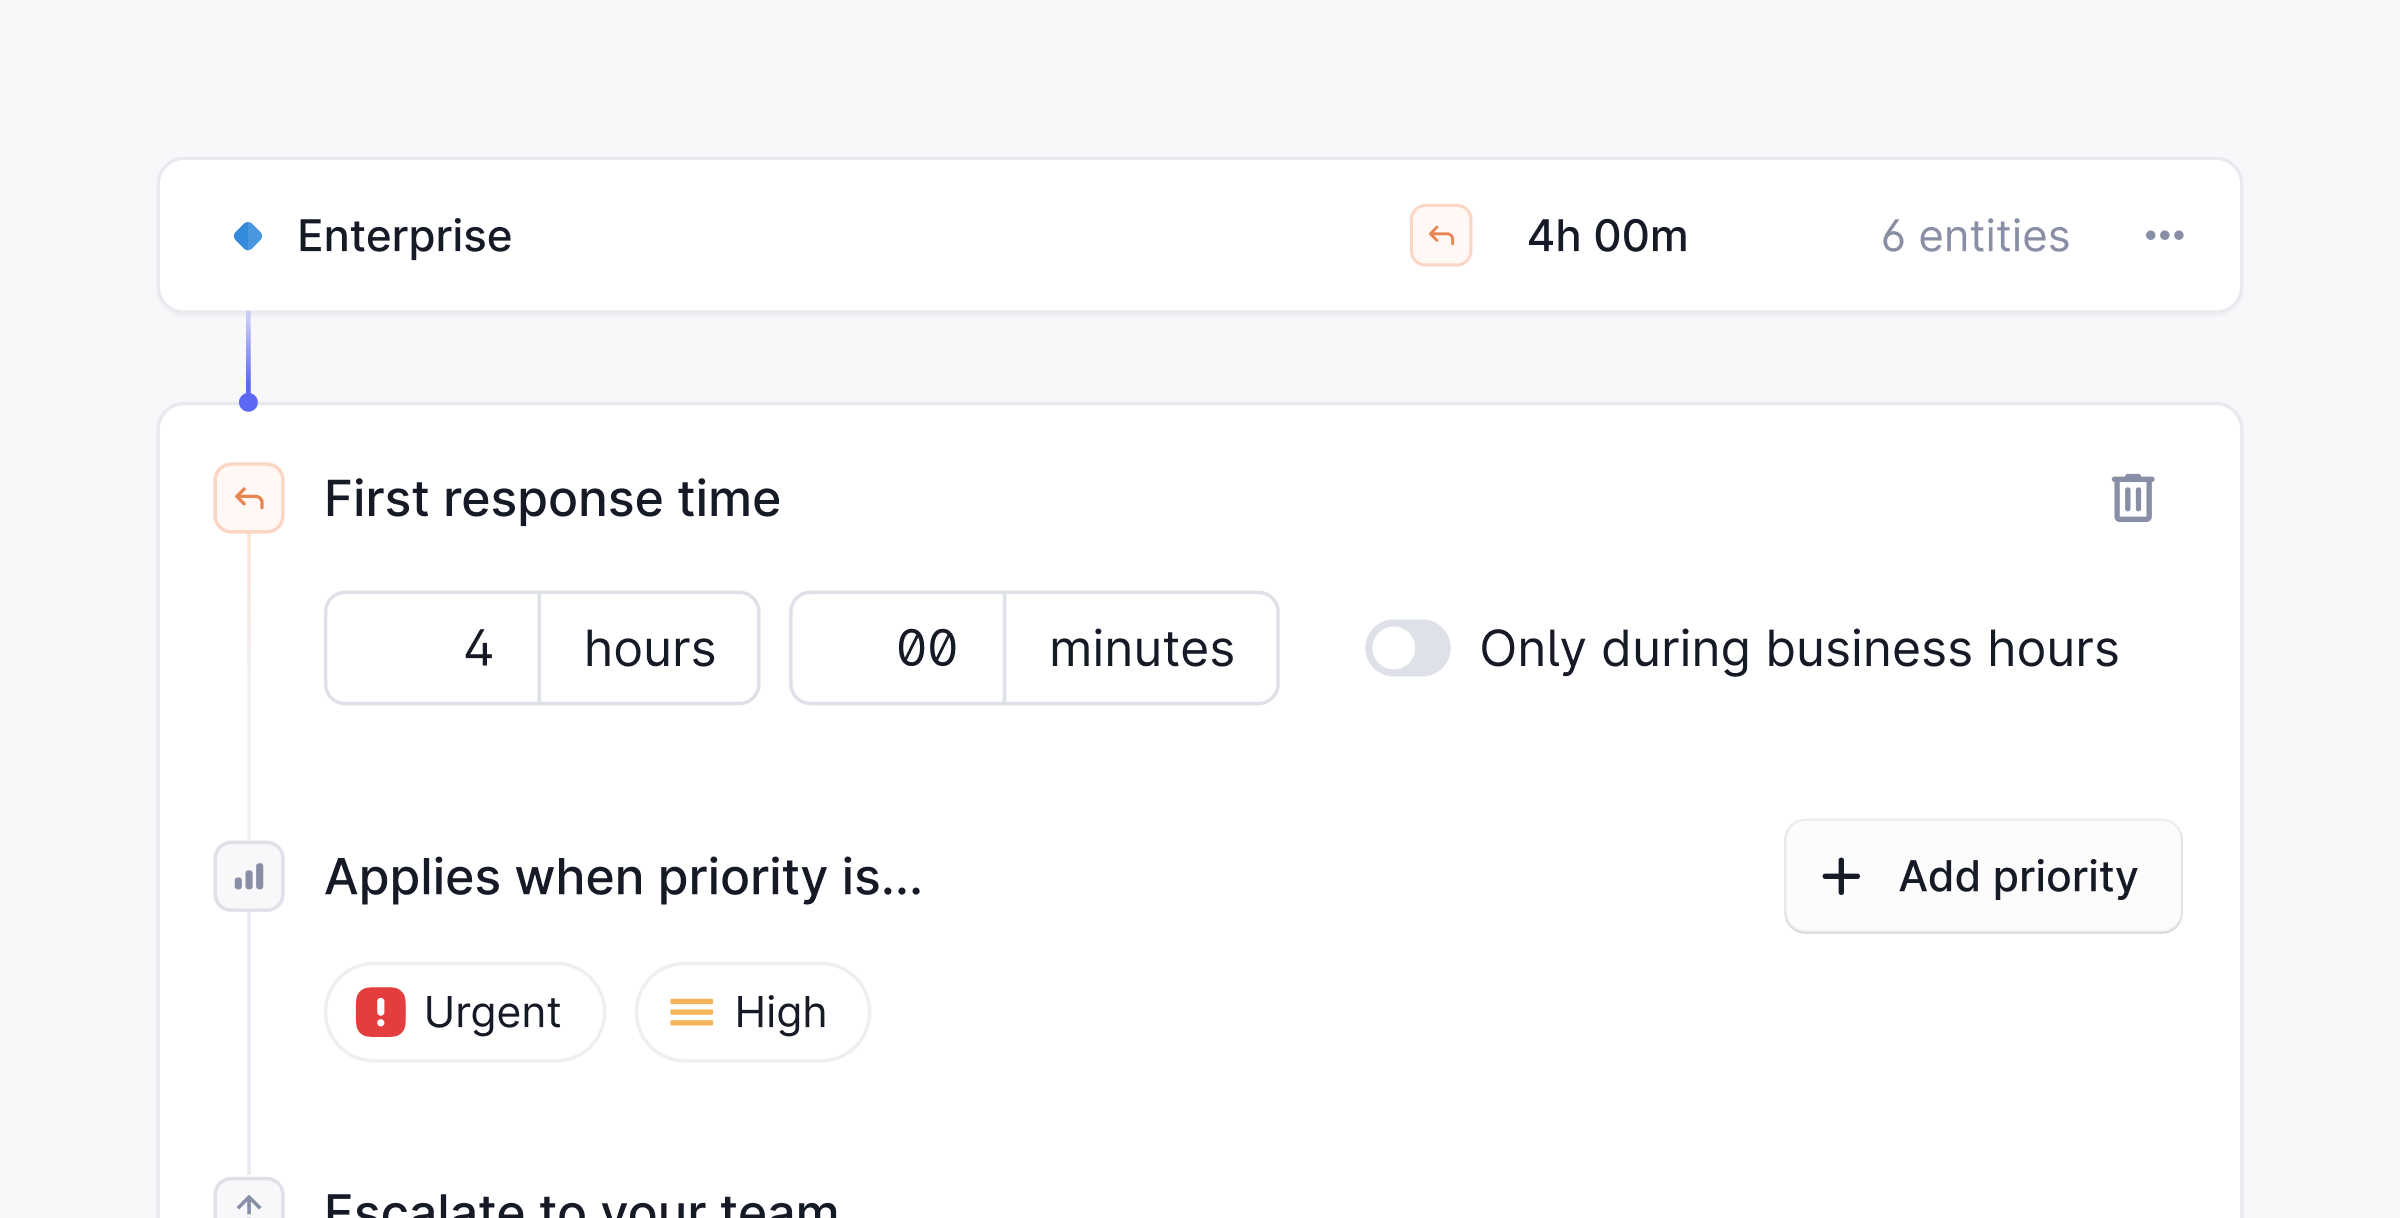 Enterprise 4h 00m 6 entities
First response time
4 hours 00 minutes Only during business hours
Applies when priority is... Add priority
Urgent High
Escalate to your team